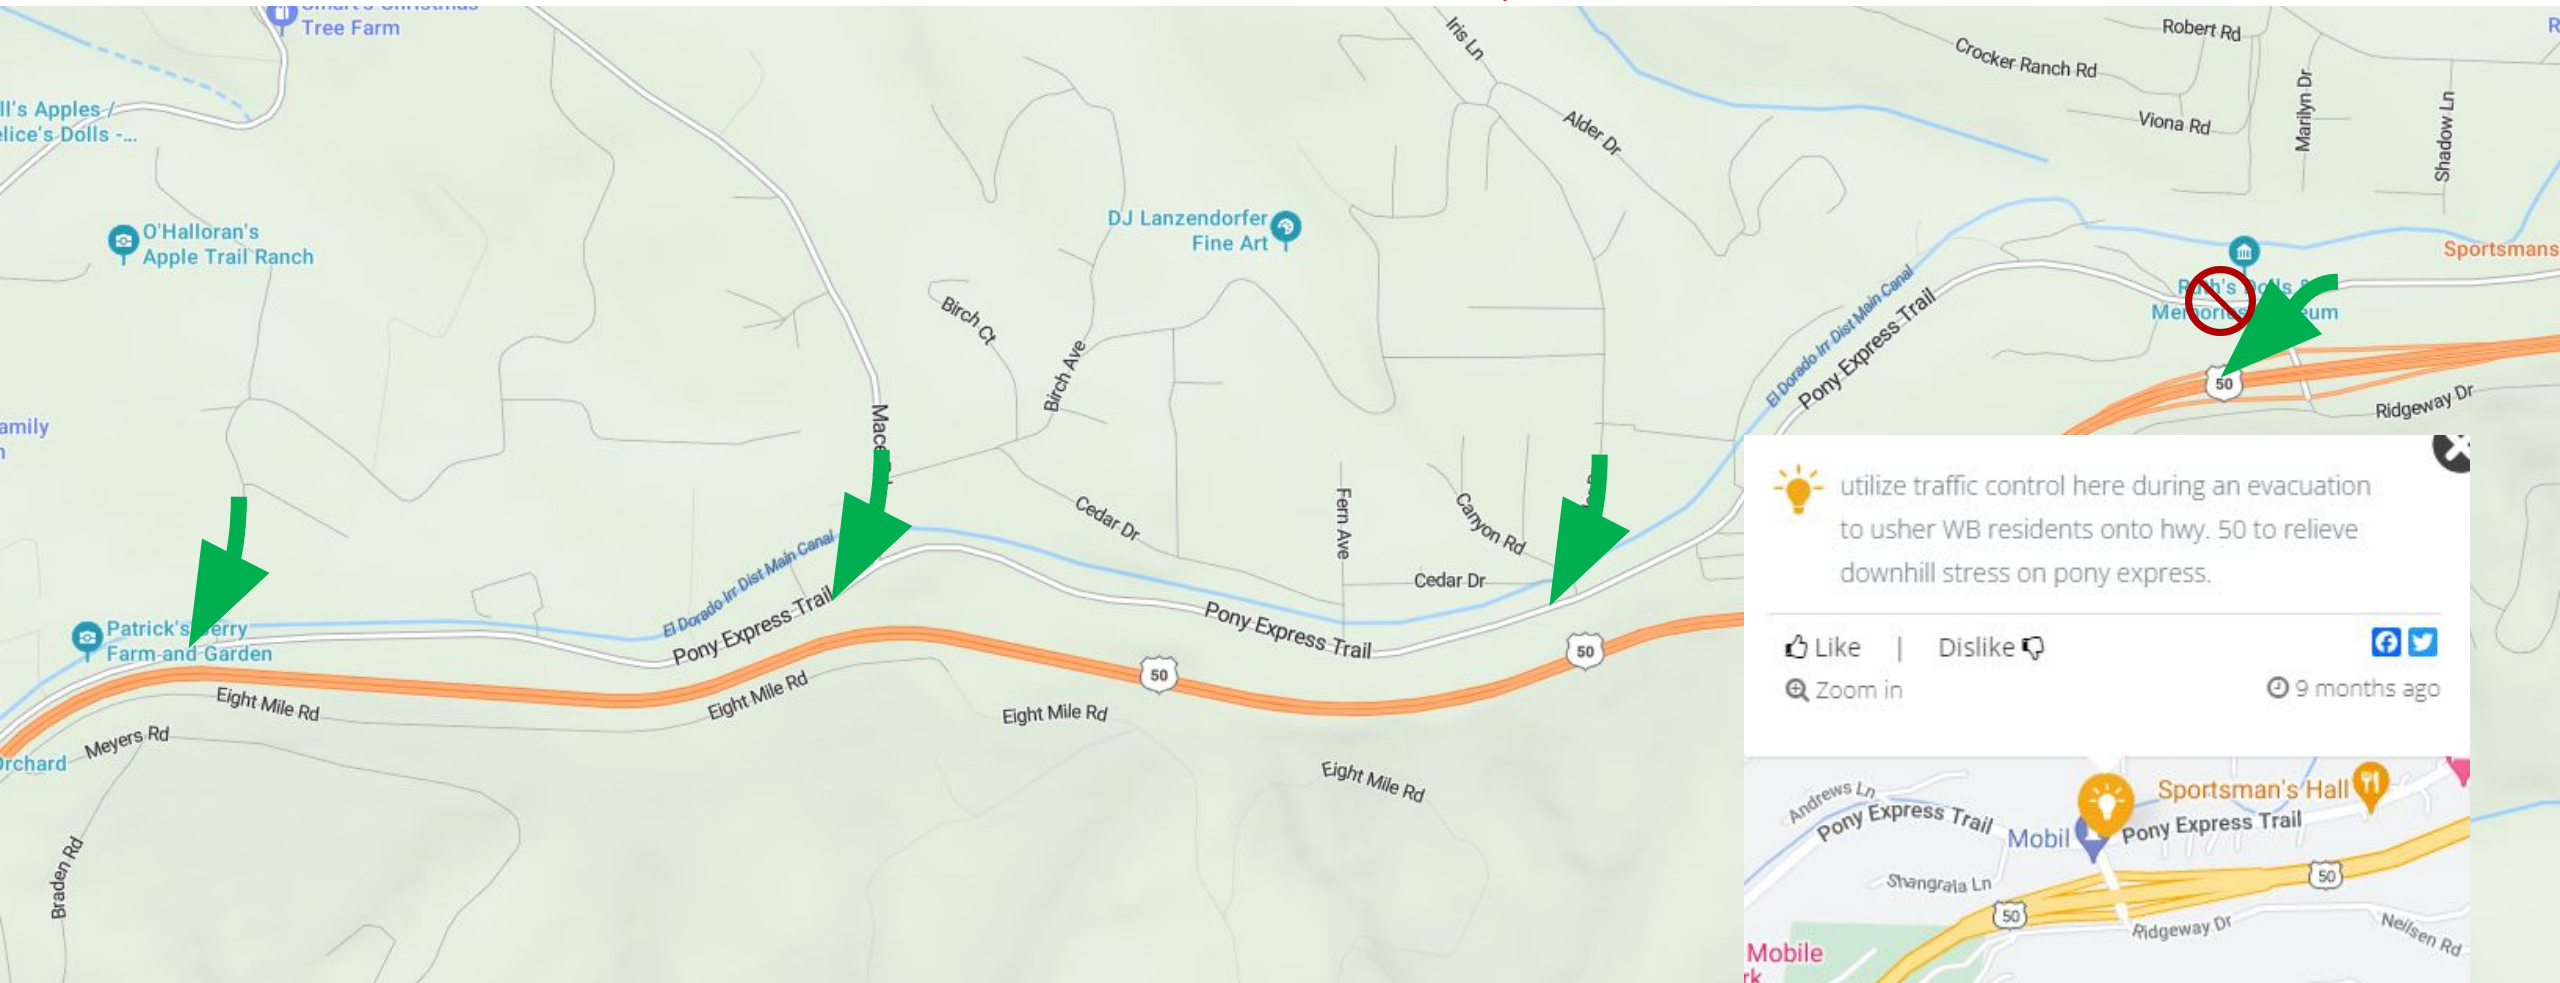 Tree Farm
Iris Ln
Robert Rd
Crocker Ranch Rd
Alder Dr
Viona Rd
Marilyn Dr
Shadow Ln
ll's Apples /
elice's Dolls -...
O'Halloran's
Apple Trail Ranch
DJ Lanzendorfer
Fine Art
Sportsmans
Birch Ct
Birch Ave
El Dorado Irr Dist Main Canal
Pony Express Trail
50
Ridgeway Dr
amily
Cedar Dr
Fern Ave
Canyon Rd
Cedar Dr
El Dorado Irr Dist Main Canal
Pony Express Trail
Pony Express Trail
Farm and Garden
50
50
Eight Mile Rd
Eight Mile Rd
Eight Mile Rd
Eight Mile Rd
Meyers Rd
Orchard
Braden Rd
utilize traffic control here during an evacuation
to usher WB residents onto hwy. 50 to relieve
downhill stress on pony express.
Like | Dislike
Zoom in
9 months ago
Andrews Ln
Pony Express Trail
Sportsman's Hall
Mobil
Pony Express Trail
Shangrala Ln
50
50
Ridgeway Dr
Neilsen Rd
Mobile
rk